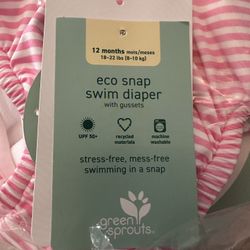 12 months mois/meses
18-22 lbs (8-10 kg)
eco snap
swim diaper
with gussets
UPF 50+
recycled
materials
machine
washable
stress-free, mess-free
swimming in a snap
green
sprouts®